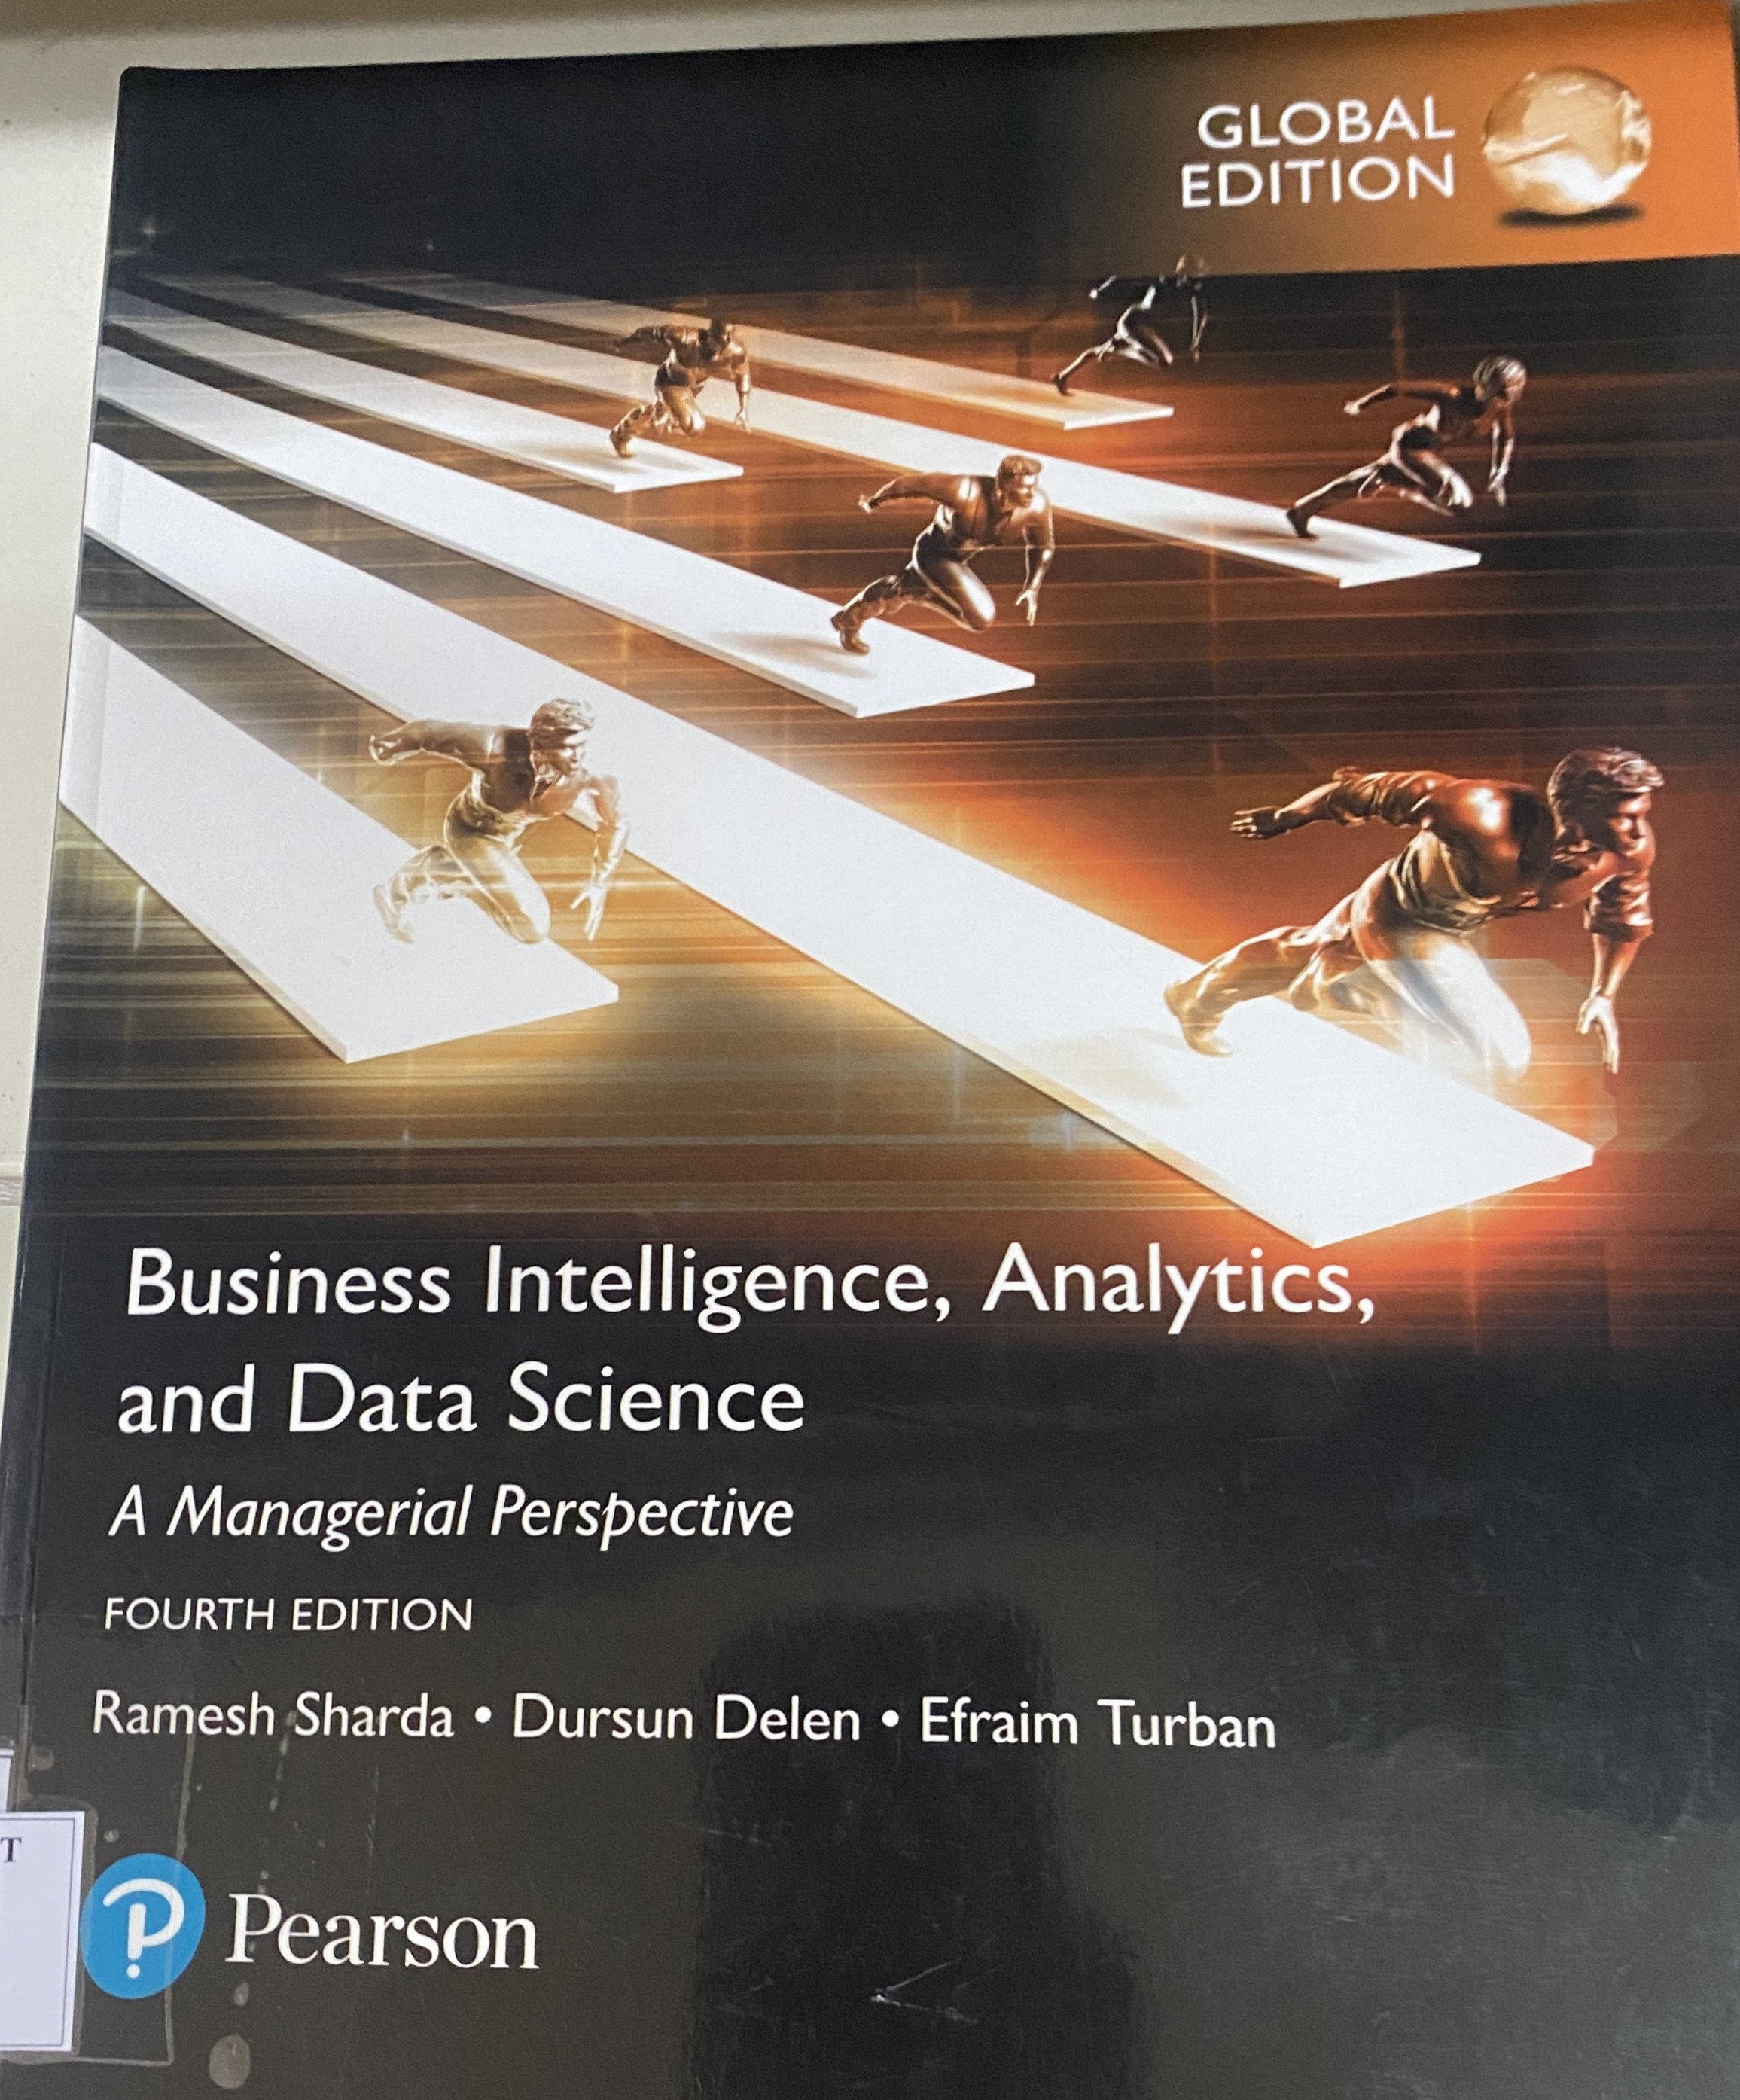 GLOBAL
EDITION
Business Intelligence, Analytics,
and Data Science
A Managerial Perspective
FOURTH EDITION
Ramesh Sharda • Dursun Delen • Efraim Turban
T
Pearson